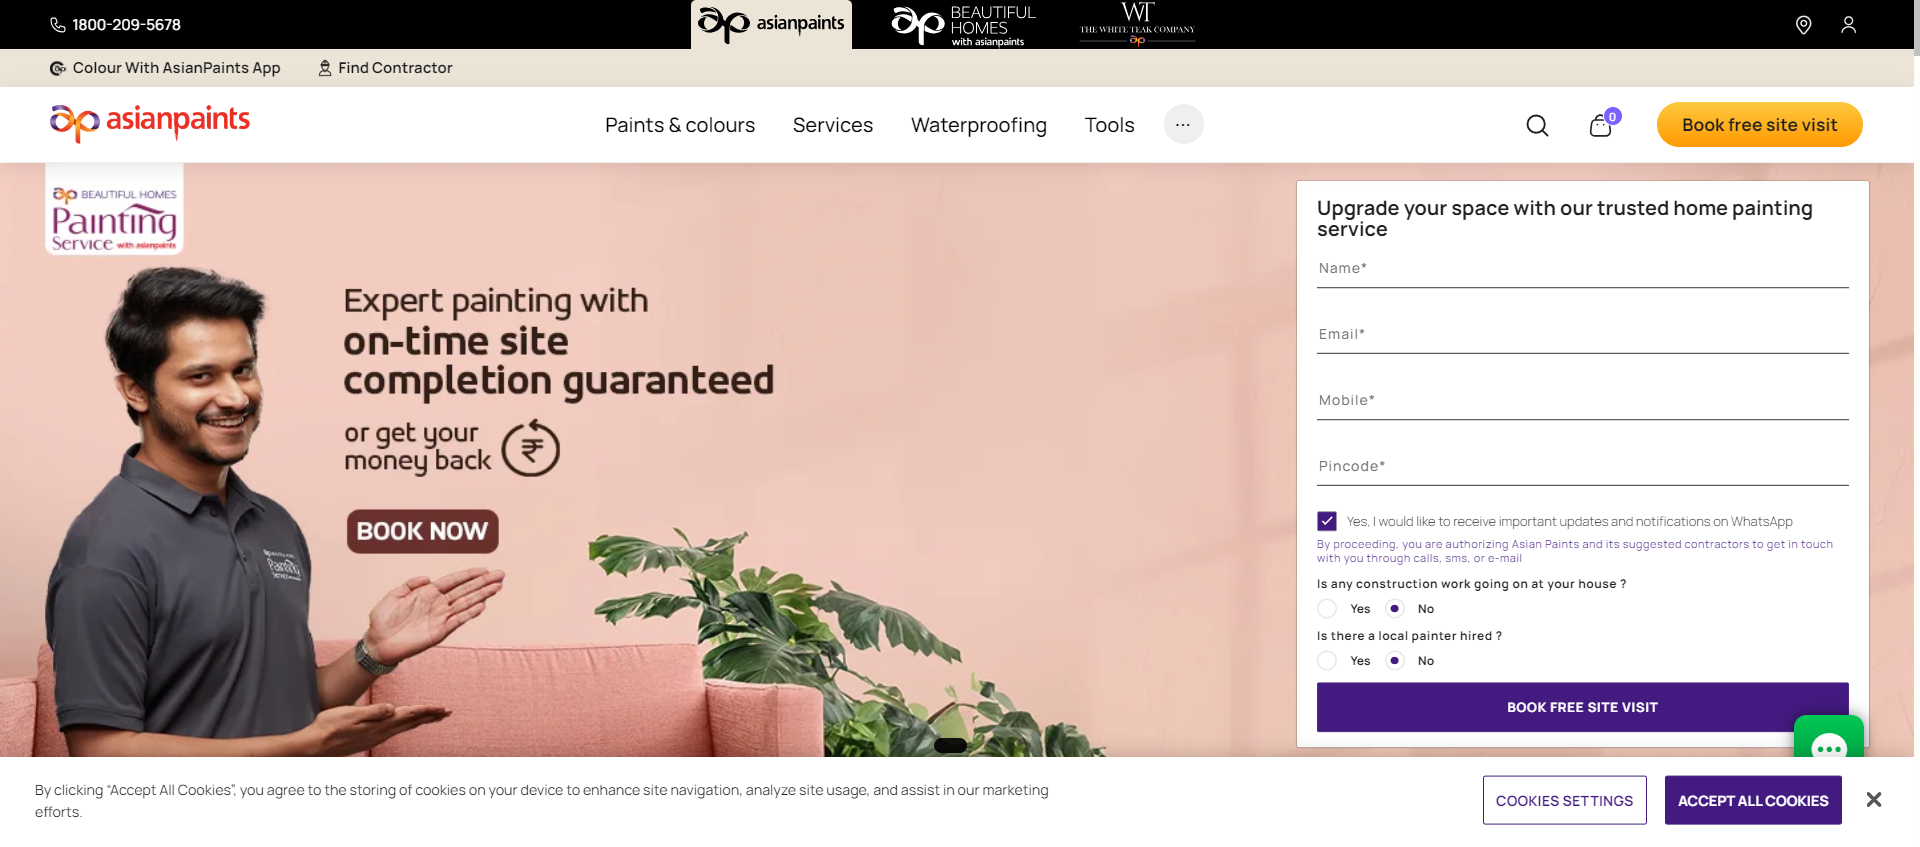 1800-209-5678
asianpaints
BEAUTIFUL
HOMES
with asianpaints
WT
THE WHITE TEAK COMPANY
Colour With AsianPaints App
Find Contractor
asianpaints
Paints & colours
Services
Waterproofing
Tools
...
0
Book free site visit
BEAUTIFUL HOMES
Painting
Service with asianpaints
Expert painting with
on-time site
completion guaranteed
or get your
money back
₹
BOOK NOW
Painting
Upgrade your space with our trusted home painting
service
Name*
Email*
Mobile*
Pincode*
Yes, I would like to receive important updates and notifications on WhatsApp
By proceeding, you are authorizing Asian Paints and its suggested contractors to get in touch
with you through calls, sms, or e-mail
Is any construction work going on at your house ?
Yes
No
Is there a local painter hired ?
Yes
No
BOOK FREE SITE VISIT
By clicking “Accept All Cookies”, you agree to the storing of cookies on your device to enhance site navigation, analyze site usage, and assist in our marketing
efforts.
COOKIES SETTINGS
ACCEPT ALL COOKIES